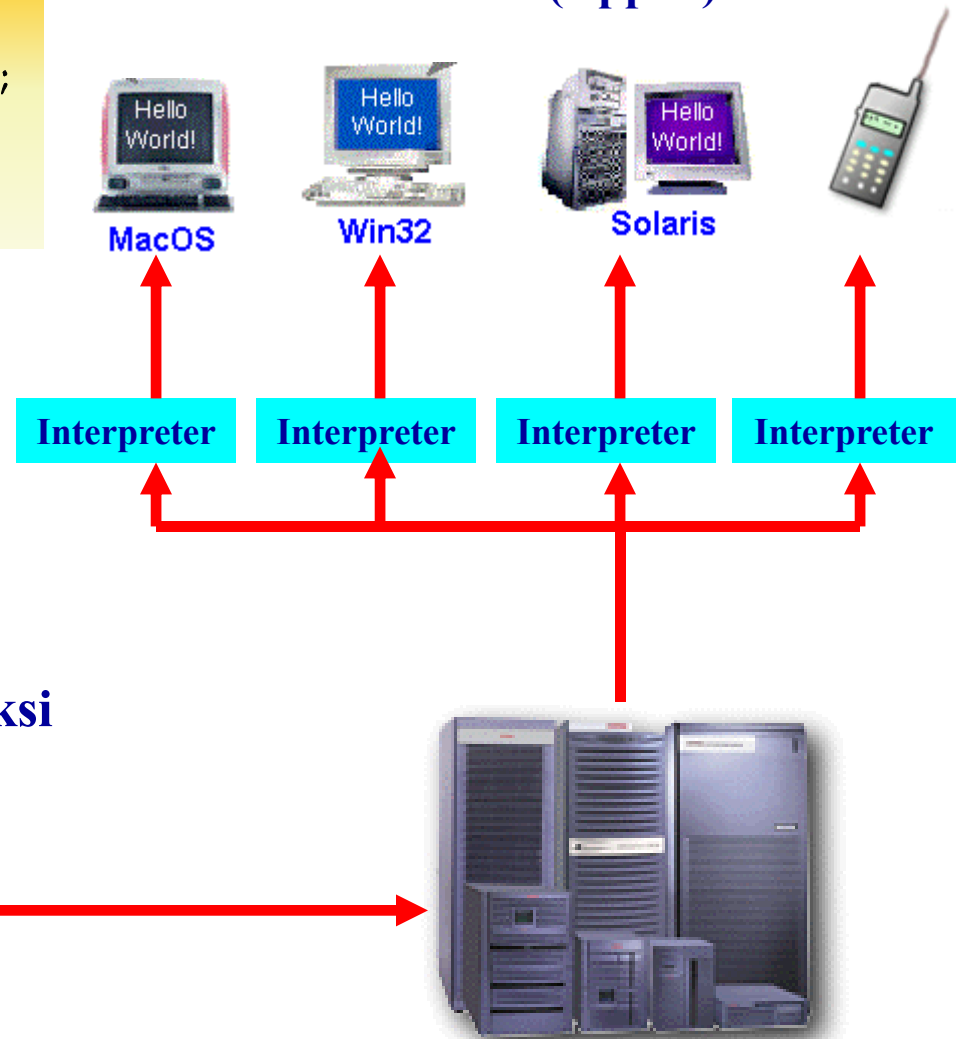 ;
Hello
World!
Hello
World!
Hello
World!
MacOS
Win32
Solaris
Interpreter Interpreter Interpreter Interpreter
ksi